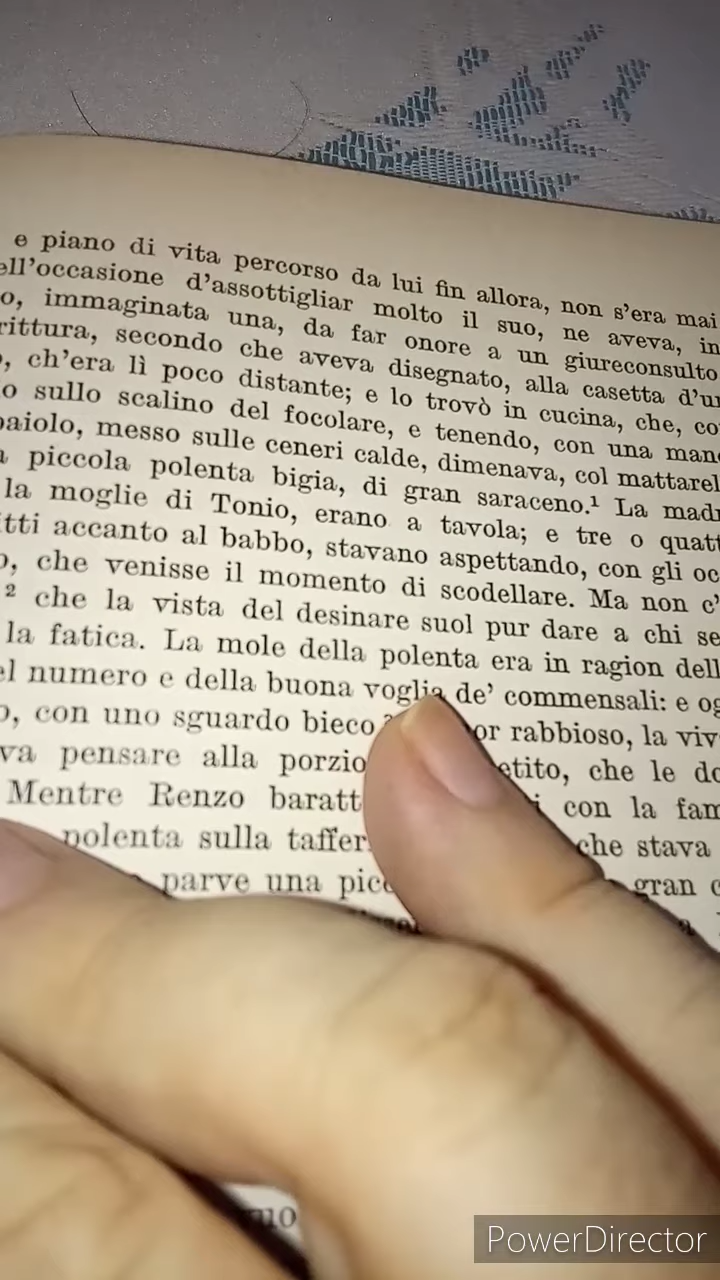 e piano di vita percorso da lui fin allora, non s'era mai
ell'occasione d'assottigliar molto il suo, ne aveva, in
o, immaginata una, da far onore a un giureconsulto
rittura, secondo che aveva disegnato, alla casetta d'u
, ch'era lì poco distante; e lo trovò in cucina, che, co
o sullo scalino del focolare, e tenendo, con una man
paiolo, messo sulle ceneri calde, dimenava, col mattarel
a piccola polenta bigia, di gran saraceno.¹ La mad
la moglie di Tonio, erano a tavola; e tre o quatt
tti accanto al babbo, stavano aspettando, con gli oc
o, che venisse il momento di scodellare. Ma non c'
² che la vista del desinare suol pur dare a chi se
la fatica. La mole della polenta era in ragion dell
el numero e della buona voglia de' commensali: e og
o, con uno sguardo bieco or rabbioso, la viv
va pensare alla porzio etito, che le do
Mentre Renzo baratt i con la fam
polenta sulla taffer che stava
parve una picc gran c
uo
PowerDirector